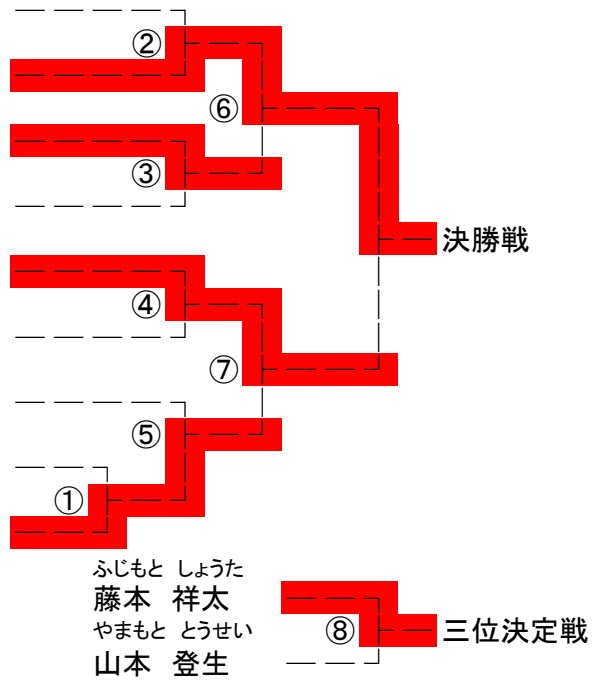 ②
⑥
③
決勝戦
④
⑦
⑤
①
ふじもと しょうた
藤本 祥太
やまもと とうせい
⑧ 三位決定戦
山本 登生